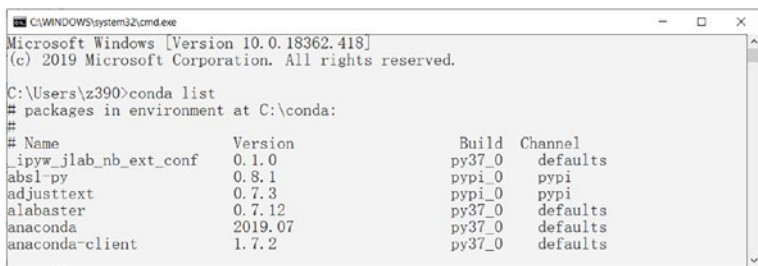 C:\WINDOWS\system32\cmd.exe
Microsoft Windows [Version 10.0.18362.418]
(c) 2019 Microsoft Corporation. All rights reserved.
C:\Users\z390>conda list
# packages in environment at C:\conda:
#
# Name Version Build Channel
_ipyw_jlab_nb_ext_conf 0.1.0 py37_0 defaults
absl-py 0.8.1 pypi_0 pypi
adjusttext 0.7.3 pypi_0 pypi
alabaster 0.7.12 py37_0 defaults
anaconda 2019.07 py37_0 defaults
anaconda-client 1.7.2 py37_0 defaults